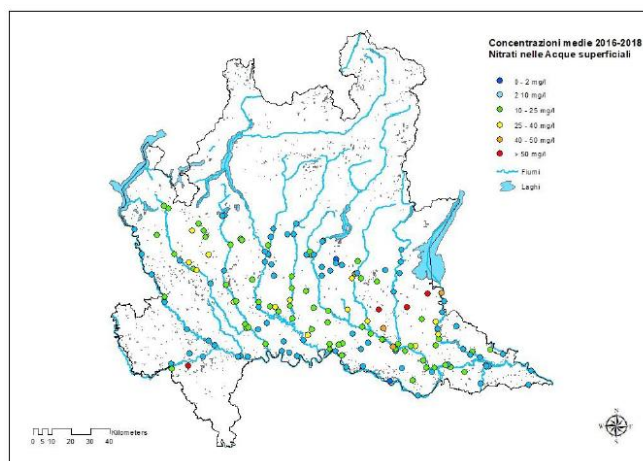 Concentrazioni medie 2016-2018
Nitrati nelle Acque superficiali
0 - 2 mg/l
2 10 mg/l
10 - 25 mg/l
25 - 40 mg/l
40 - 50 mg/l
> 50 mg/l
Fiumi
Laghi
Kilometers
0 5 10 20 30 40
N
W E
S